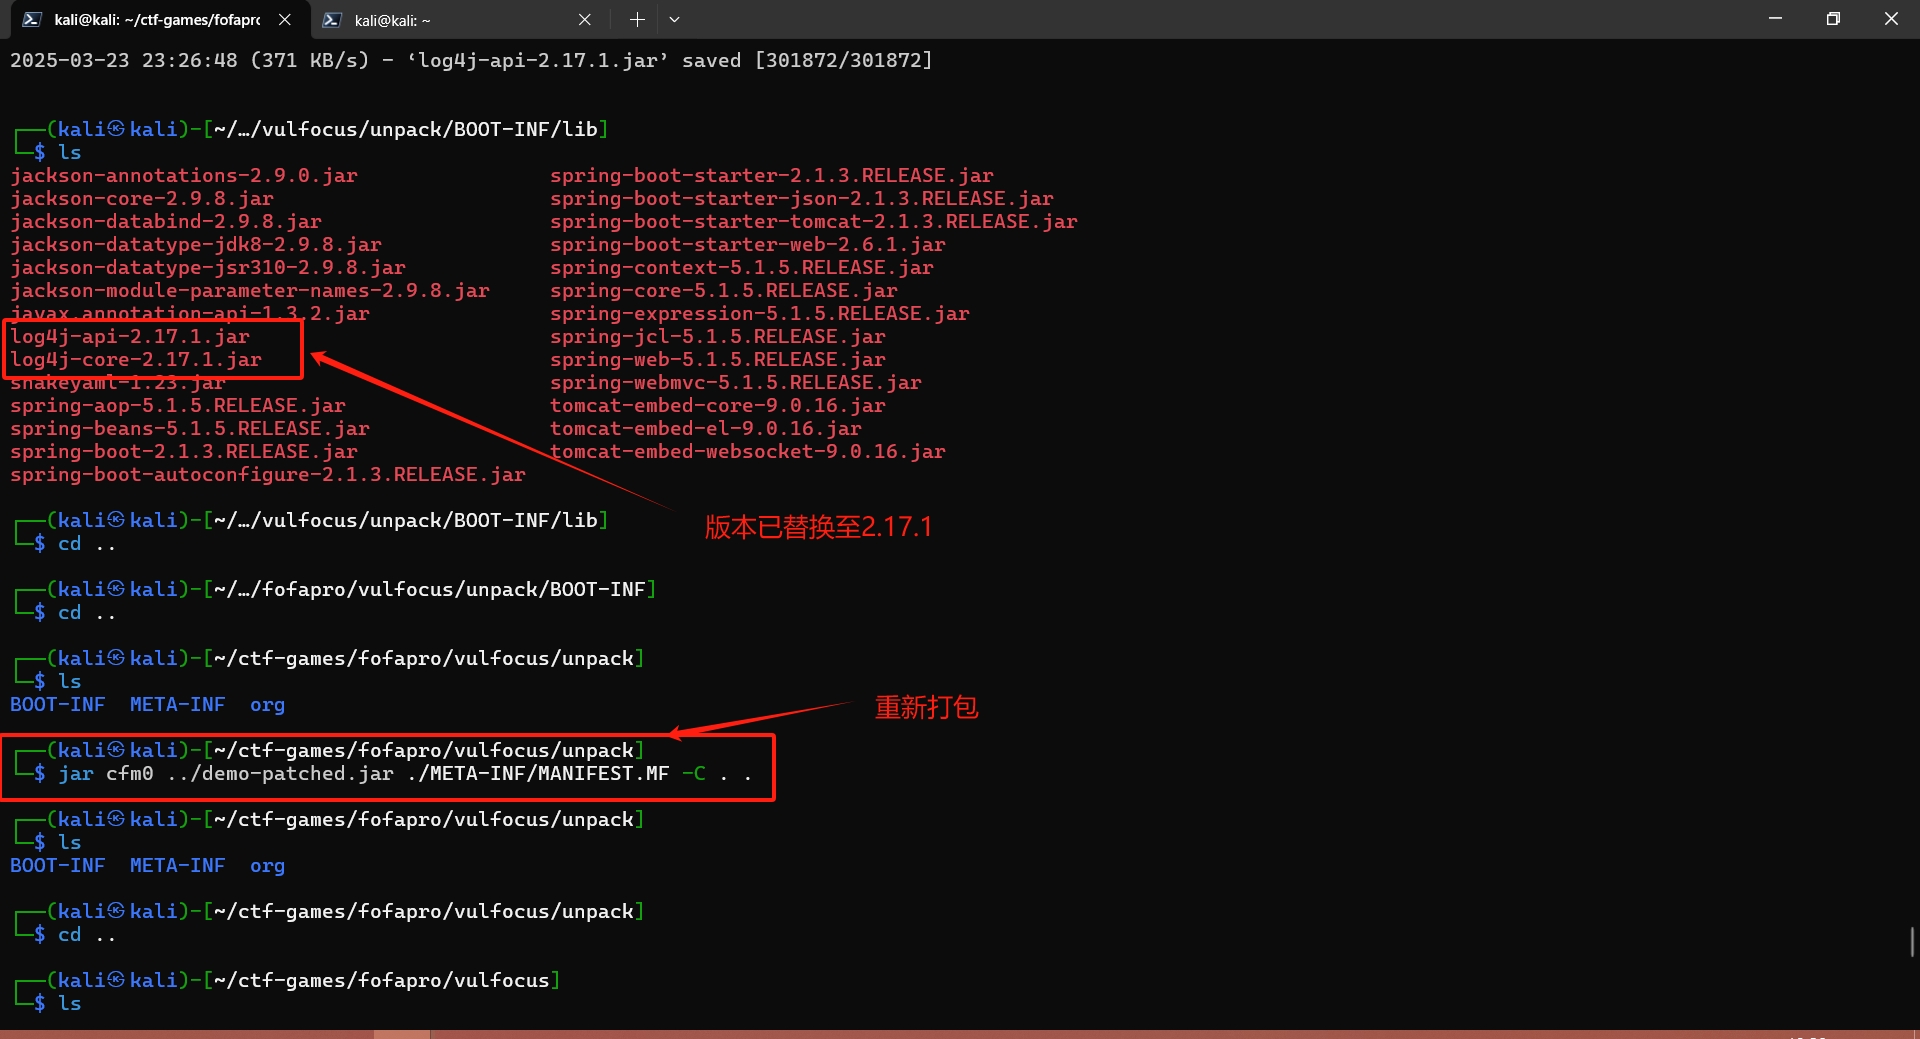 kali@kali: ~/ctf-games/fofapro
kali@kali: ~
2025-03-23 23:26:48 (371 KB/s) - ‘log4j-api-2.17.1.jar’ saved [301872/301872]
┌──(kali㉿kali)-[~/…/vulfocus/unpack/BOOT-INF/lib]
└─$ ls
jackson-annotations-2.9.0.jar spring-boot-starter-2.1.3.RELEASE.jar
jackson-core-2.9.8.jar spring-boot-starter-json-2.1.3.RELEASE.jar
jackson-databind-2.9.8.jar spring-boot-starter-tomcat-2.1.3.RELEASE.jar
jackson-datatype-jdk8-2.9.8.jar spring-boot-starter-web-2.6.1.jar
jackson-datatype-jsr310-2.9.8.jar spring-context-5.1.5.RELEASE.jar
jackson-module-parameter-names-2.9.8.jar spring-core-5.1.5.RELEASE.jar
javax.annotation-api-1.3.2.jar spring-expression-5.1.5.RELEASE.jar
log4j-api-2.17.1.jar spring-jcl-5.1.5.RELEASE.jar
log4j-core-2.17.1.jar spring-web-5.1.5.RELEASE.jar
snakeyaml-1.23.jar spring-webmvc-5.1.5.RELEASE.jar
spring-aop-5.1.5.RELEASE.jar tomcat-embed-core-9.0.16.jar
spring-beans-5.1.5.RELEASE.jar tomcat-embed-el-9.0.16.jar
spring-boot-2.1.3.RELEASE.jar tomcat-embed-websocket-9.0.16.jar
spring-boot-autoconfigure-2.1.3.RELEASE.jar
┌──(kali㉿kali)-[~/…/vulfocus/unpack/BOOT-INF/lib]
版本已替换至2.17.1
└─$ cd ..
┌──(kali㉿kali)-[~/…/fofapro/vulfocus/unpack/BOOT-INF]
└─$ cd ..
┌──(kali㉿kali)-[~/ctf-games/fofapro/vulfocus/unpack]
└─$ ls
BOOT-INF META-INF org
重新打包
┌──(kali㉿kali)-[~/ctf-games/fofapro/vulfocus/unpack]
└─$ jar cfm0 ../demo-patched.jar ./META-INF/MANIFEST.MF -C . .
┌──(kali㉿kali)-[~/ctf-games/fofapro/vulfocus/unpack]
└─$ ls
BOOT-INF META-INF org
┌──(kali㉿kali)-[~/ctf-games/fofapro/vulfocus/unpack]
└─$ cd ..
┌──(kali㉿kali)-[~/ctf-games/fofapro/vulfocus]
└─$ ls